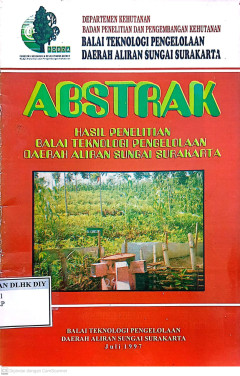 DEPARTEMEN KEHUTANAN
BADAN PENELITIAN DAN PENGEMBANGAN KEHUTANAN
BALAI TEKNOLOGI PENGELOLAAN
DAERAH ALIRAN SUNGAI SURAKARTA
ABSTRAK
HASIL PENELITIAN
BALAI TEKNOLOGI PENGELOLAAN
DAERAH ALIRAN SUNGAI SURAKARTA
AN DLHK DIY
BALAI TEKNOLOGI PENGELOLAAN
DAERAH ALIRAN SUNGAI SURAKARTA
Juli 1997